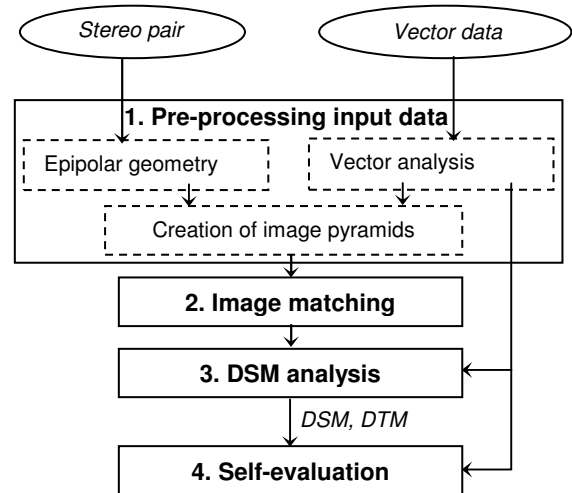 Stereo pair
Vector data
1. Pre-processing input data
Epipolar geometry
Vector analysis
Creation of image pyramids
2. Image matching
3. DSM analysis
DSM, DTM
4. Self-evaluation